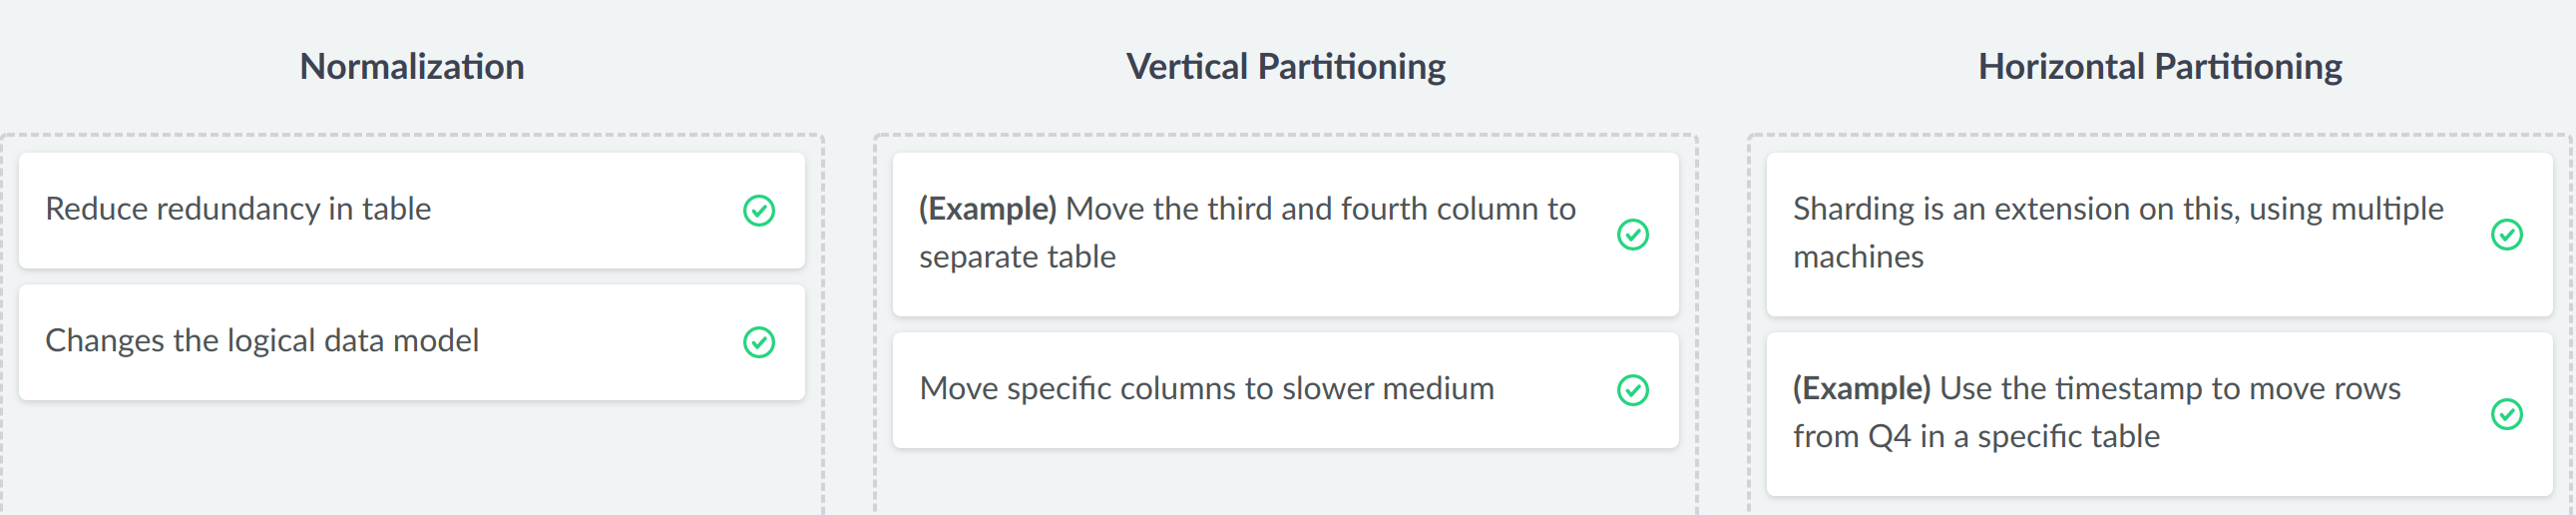 Normalization
Reduce redundancy in table
Changes the logical data model
Vertical Partitioning
(Example) Move the third and fourth column to
separate table
Move specific columns to slower medium
Horizontal Partitioning
Sharding is an extension on this, using multiple
machines
(Example) Use the timestamp to move rows
from Q4 in a specific table